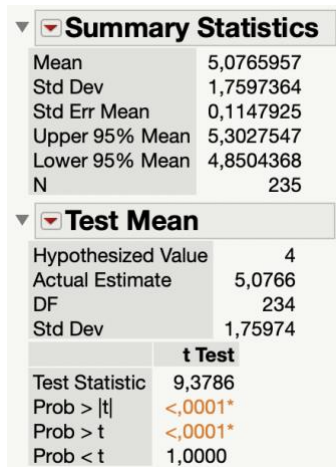 Summary Statistics
Mean 5,0765957
Std Dev 1,7597364
Std Err Mean 0,1147925
Upper 95% Mean 5,3027547
Lower 95% Mean 4,8504368
N 235
Test Mean
Hypothesized Value 4
Actual Estimate 5,0766
DF 234
Std Dev 1,75974
t Test
Test Statistic 9,3786
Prob > |t| <,0001*
Prob > t <,0001*
Prob < t 1,0000